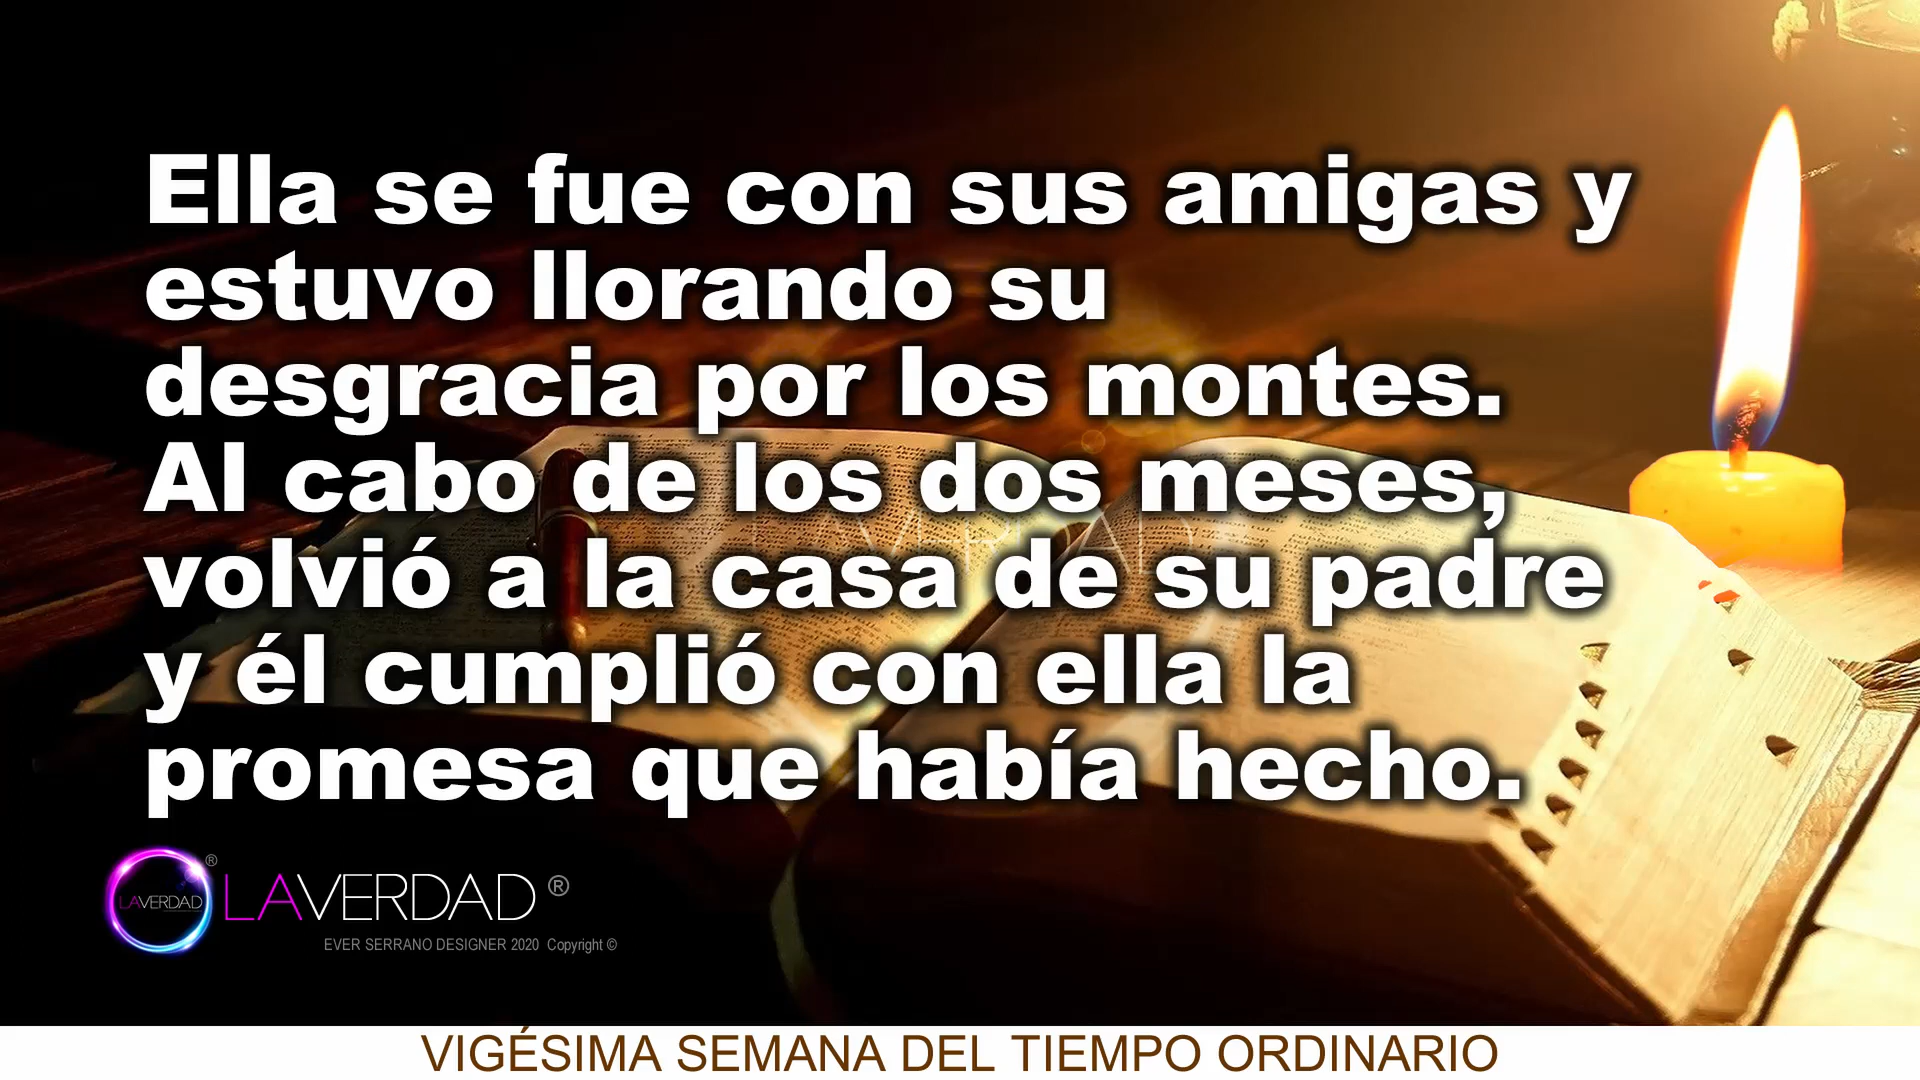 Ella se fue con sus amigas y
estuvo llorando su
desgracia por los montes.
Al cabo de los dos meses,
volvió a la casa de su padre
y él cumplió con ella la
promesa que había hecho.
LAVERDAD ®
LAVERDAD ®
EVER SERRANO DESIGNER 2020 Copyright ©
VIGÉSIMA SEMANA DEL TIEMPO ORDINARIO